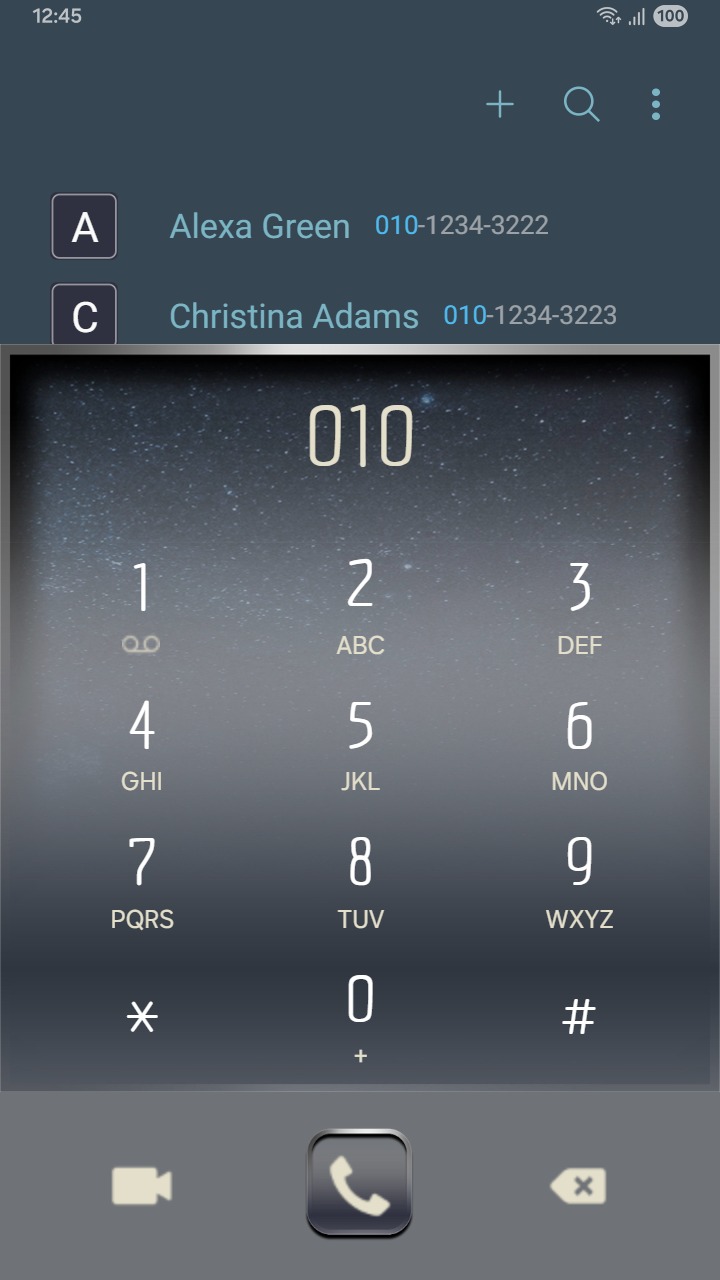 12:45 100
A Alexa Green 010-1234-3222
C Christina Adams 010-1234-3223
010
1 2 3
ABC DEF
4 5 6
GHI JKL MNO
7 8 9
PQRS TUV WXYZ
* 0 #
+